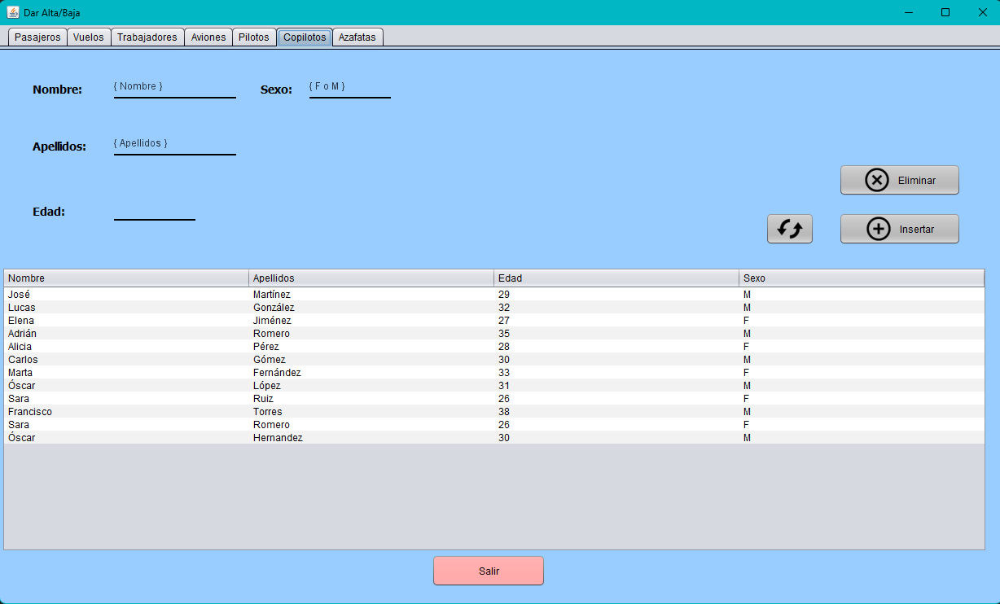 Dar Alta/Baja
Pasajeros Vuelos Trabajadores Aviones Pilotos Copilotos Azafatas
Nombre: { Nombre } Sexo: { F o M }
Apellidos: { Apellidos }
Eliminar
Edad:
Insertar
Nombre Apellidos Edad Sexo
José Martínez 29 M
Lucas González 32 M
Elena Jiménez 27 F
Adrián Romero 35 M
Alicia Pérez 28 F
Carlos Gómez 30 M
Marta Fernández 33 F
Óscar López 31 M
Sara Ruiz 26 F
Francisco Torres 38 M
Sara Romero 26 F
Óscar Hernandez 30 M
Salir